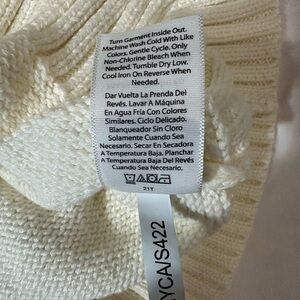 Turn Garment Inside Out.
Machine Wash Cold With Like
Colors. Gentle Cycle. Only
Non-Chlorine Bleach When
Needed. Tumble Dry Low.
Cool Iron On Reverse When
Needed.
Dar Vuelta La Prenda Del
Revés. Lavar A Máquina
En Agua Fría Con Colores
Similares. Ciclo Delicado.
Blanqueador Sin Cloro
Solamente Cuando Sea
Necesario. Secar En Secadora
A Temperatura Baja. Planchar
A Temperatura Baja Del Revés
Cuando Sea Necesario.
21Y
YCA/S422